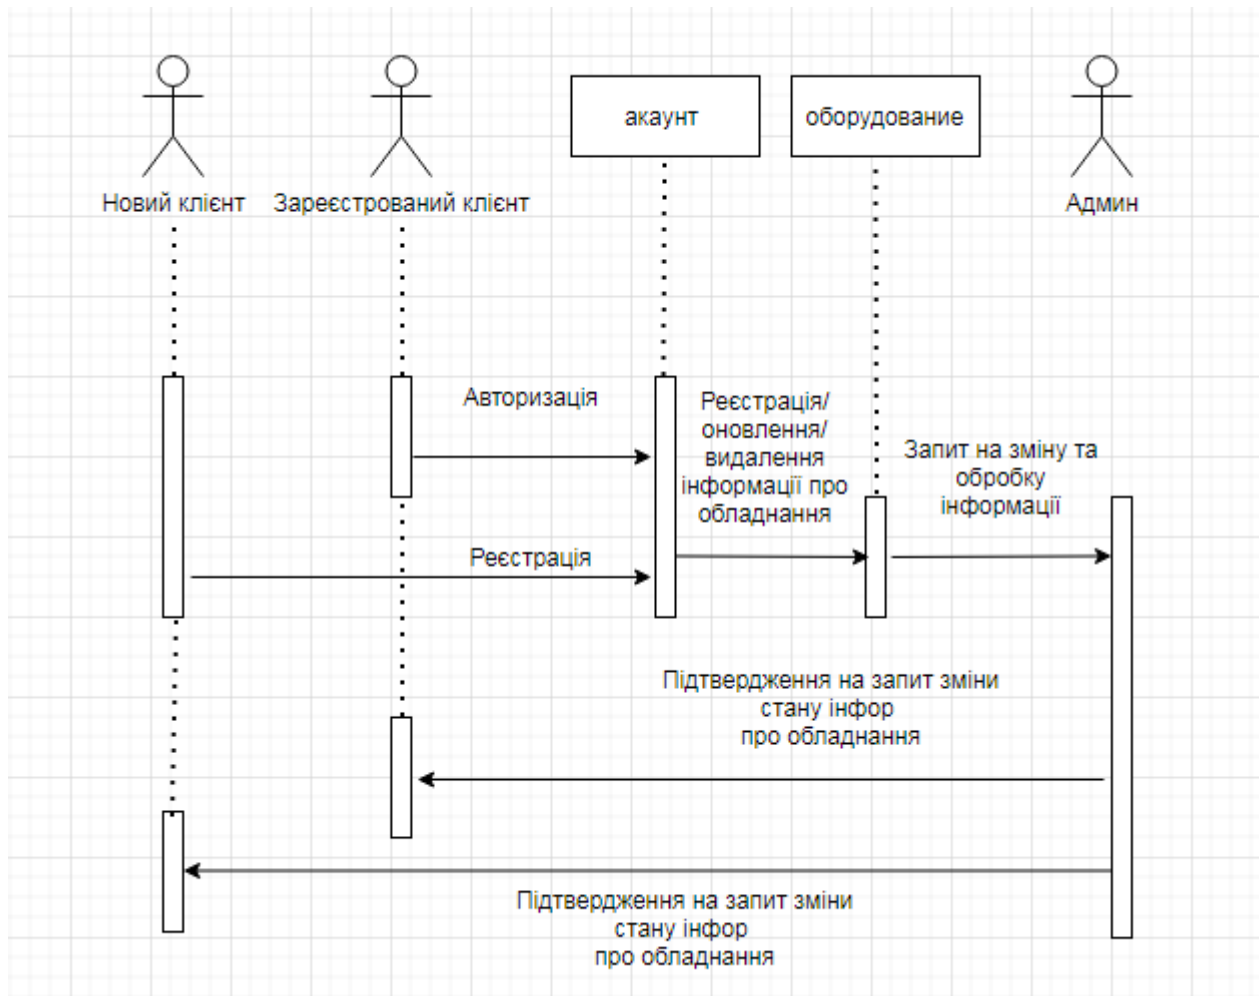 акаунт
оборудование
Новий клієнт
Зареєстрований клієнт
Админ
Авторизація
Реєстрація/
оновлення/
видалення
інформації про
обладнання
Запит на зміну та
обробку
інформації
Реєстрація
Підтвердження на запит зміни
стану інфор
про обладнання
Підтвердження на запит зміни
стану інфор
про обладнання